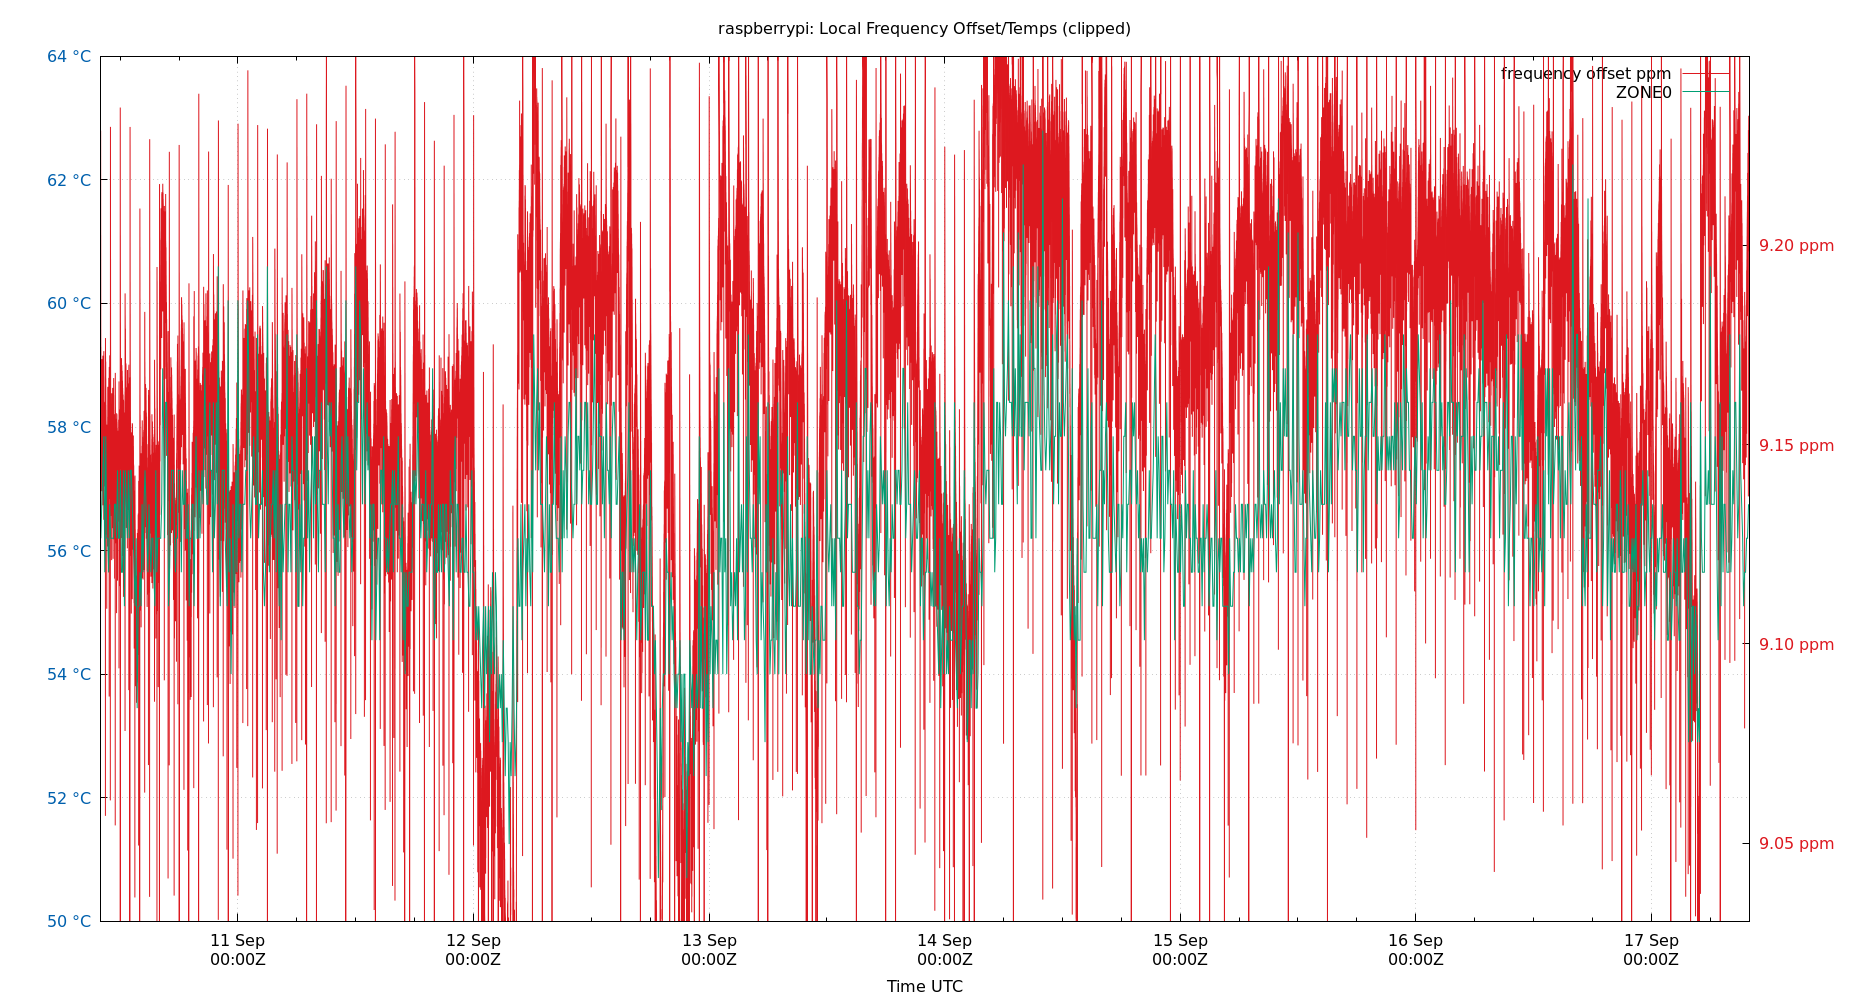 raspberrypi: Local Frequency Offset/Temps (clipped)
64 °C
62 °C
60 °C
58 °C
56 °C
54 °C
52 °C
50 °C
frequency offset ppm
ZONE0
9.20 ppm
9.15 ppm
9.10 ppm
9.05 ppm
11 Sep
00:00Z
12 Sep
00:00Z
13 Sep
00:00Z
14 Sep
00:00Z
15 Sep
00:00Z
16 Sep
00:00Z
17 Sep
00:00Z
Time UTC